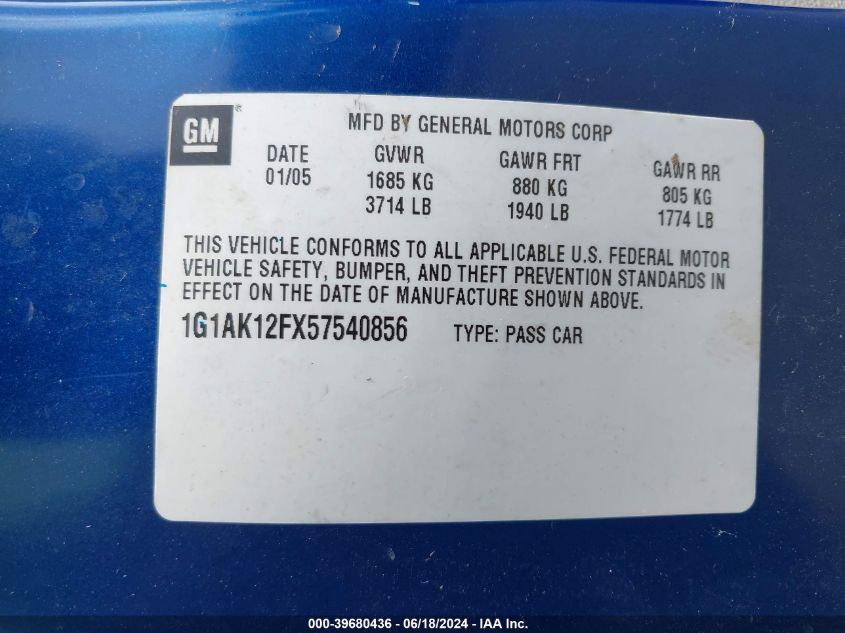 GM®
MFD BY GENERAL MOTORS CORP
DATE GVWR GAWR FRT GAWR RR
01/05 1685 KG 880 KG 805 KG
3714 LB 1940 LB 1774 LB
THIS VEHICLE CONFORMS TO ALL APPLICABLE U.S. FEDERAL MOTOR
VEHICLE SAFETY, BUMPER, AND THEFT PREVENTION STANDARDS IN
EFFECT ON THE DATE OF MANUFACTURE SHOWN ABOVE.
1G1AK12FX57540856 TYPE: PASS CAR
000-39680436 - 06/18/2024 - IAA Inc.